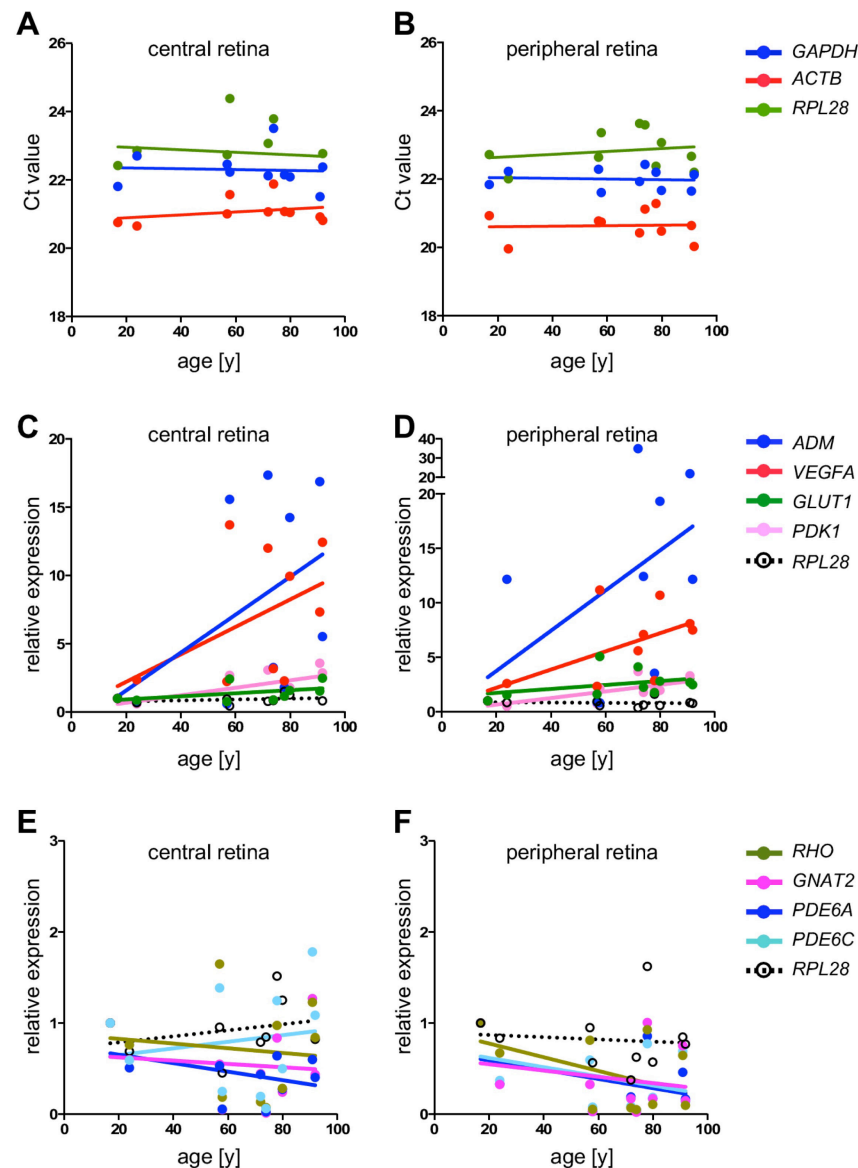 A
central retina
26
24
22
20
18
Ct value
0 20 40 60 80 100
age [y]
B
peripheral retina
26
24
22
20
18
Ct value
0 20 40 60 80 100
age [y]
GAPDH
ACTB
RPL28
C
central retina
20
15
10
5
0
relative expression
0 20 40 60 80 100
age [y]
D
peripheral retina
40
30
20
20
15
10
5
0
relative expression
0 20 40 60 80 100
age [y]
ADM
VEGFA
GLUT1
PDK1
RPL28
E
central retina
3
2
1
0
relative expression
0 20 40 60 80 100
age [y]
F
peripheral retina
3
2
1
0
relative expression
0 20 40 60 80 100
age [y]
RHO
GNAT2
PDE6A
PDE6C
RPL28